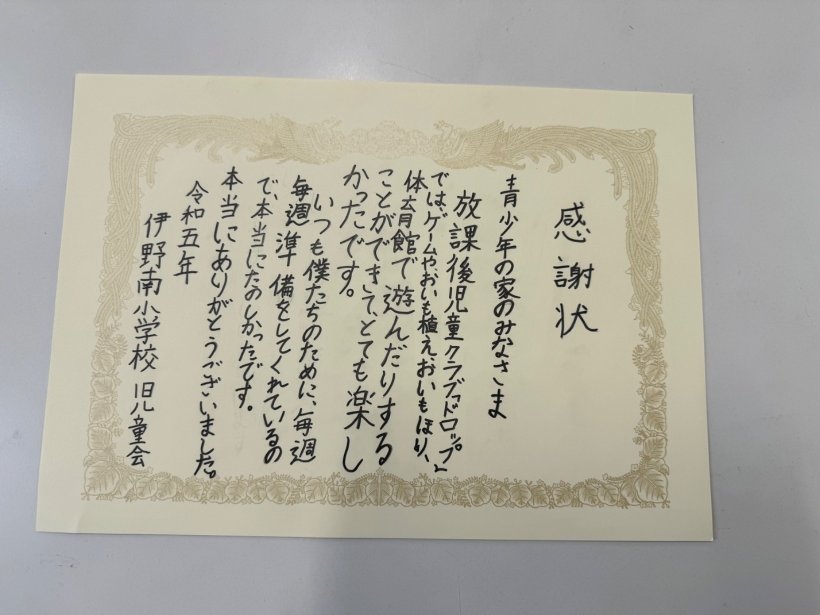 感謝状
青少年の家のみなさま
放課後児童クラブ「ドロップ」
では、ゲームやおいも植えおいもほり、
体育館で遊んだりする
ことができて、とても楽し
かったです。
いつも僕たちのために、毎週
毎週準備をしてくれているの
で、本当にたのしかったです。
本当にありがとうございました。
令和五年
伊野南小学校 児童会